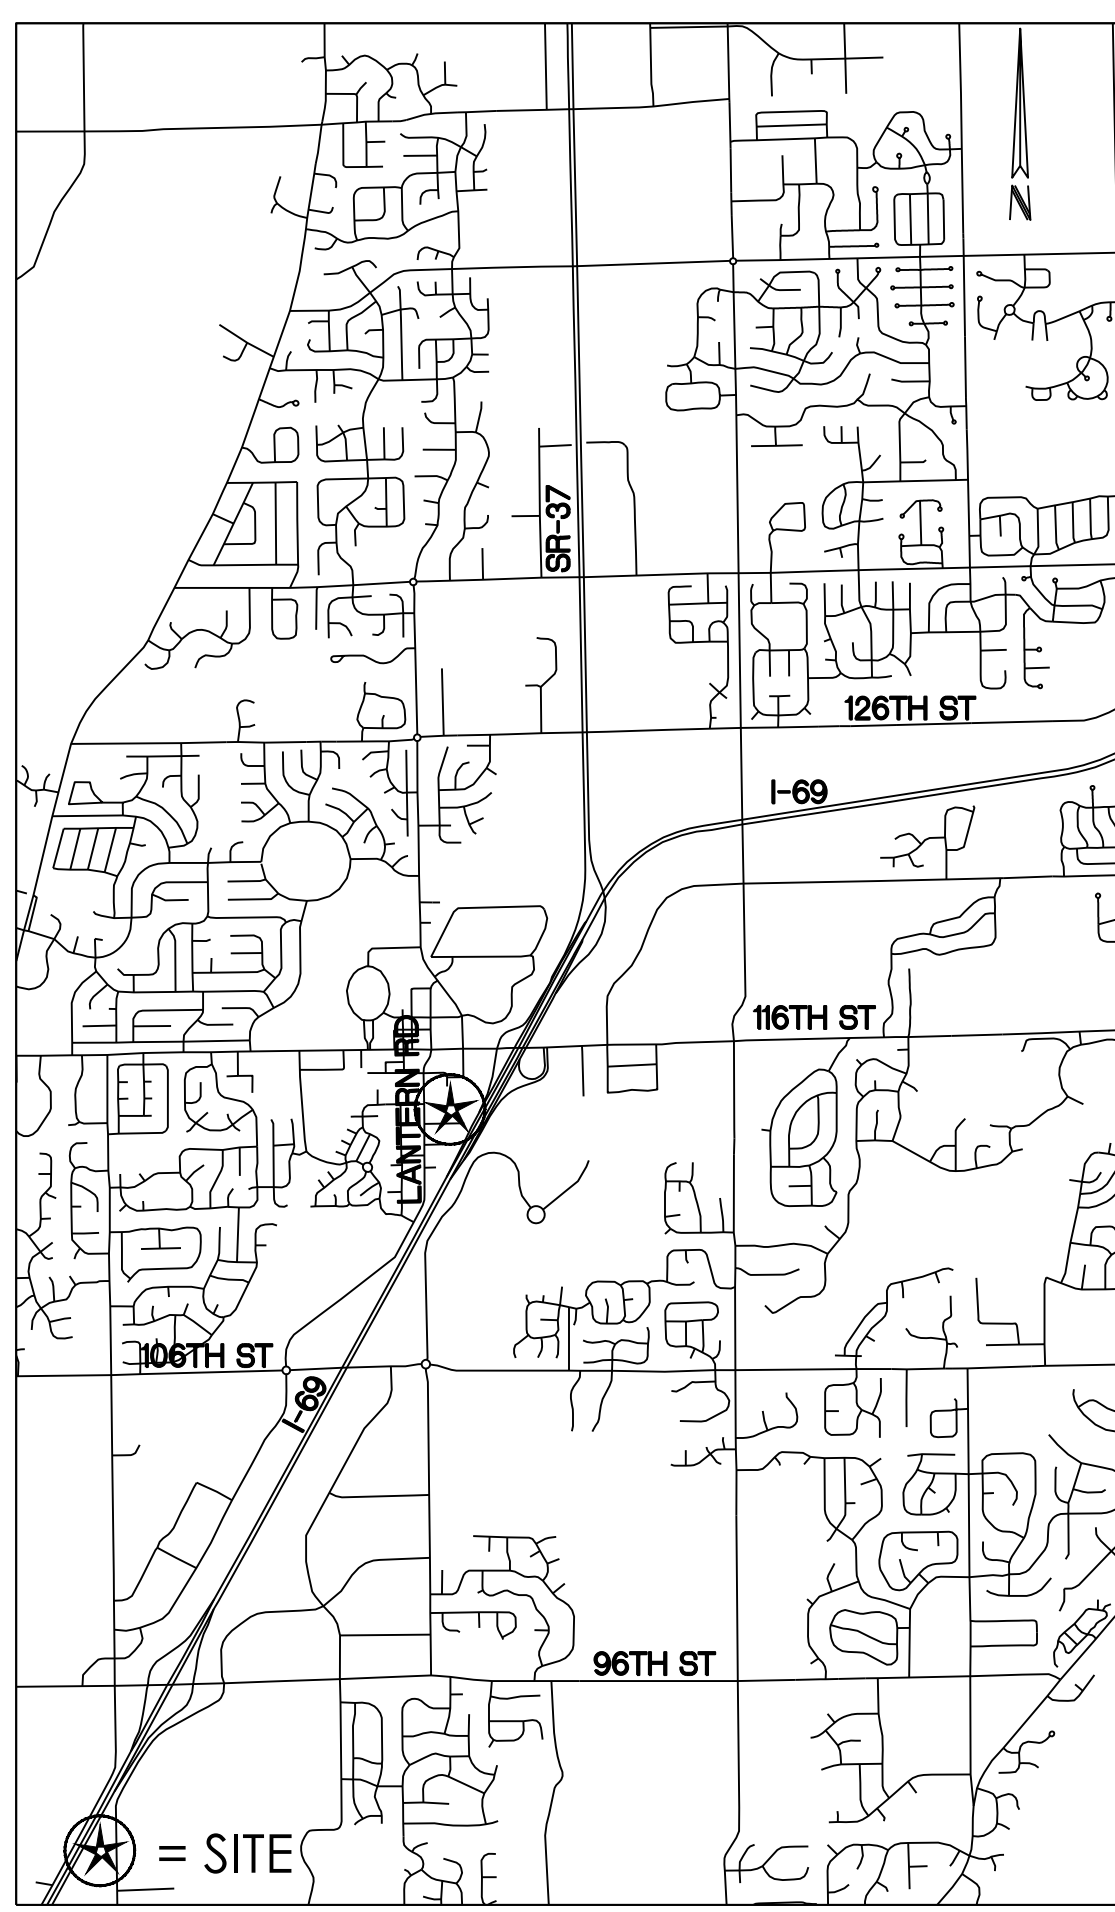 N
SR-37
126TH ST
I-69
116TH ST
LANTERN RD
106TH ST
I-69
96TH ST
= SITE